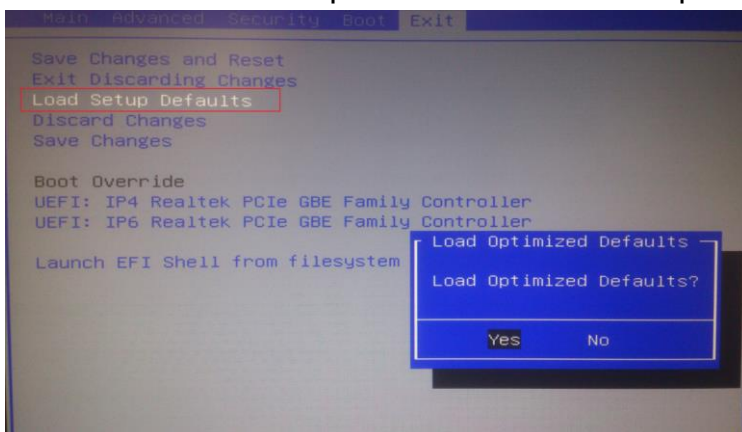 Main Advanced Security Boot Exit
Save Changes and Reset
Exit Discarding Changes
Load Setup Defaults
Discard Changes
Save Changes
Boot Override
UEFI: IP4 Realtek PCIe GBE Family Controller
UEFI: IP6 Realtek PCIe GBE Family Controller
Launch EFI Shell from filesystem
Load Optimized Defaults
Load Optimized Defaults?
Yes No